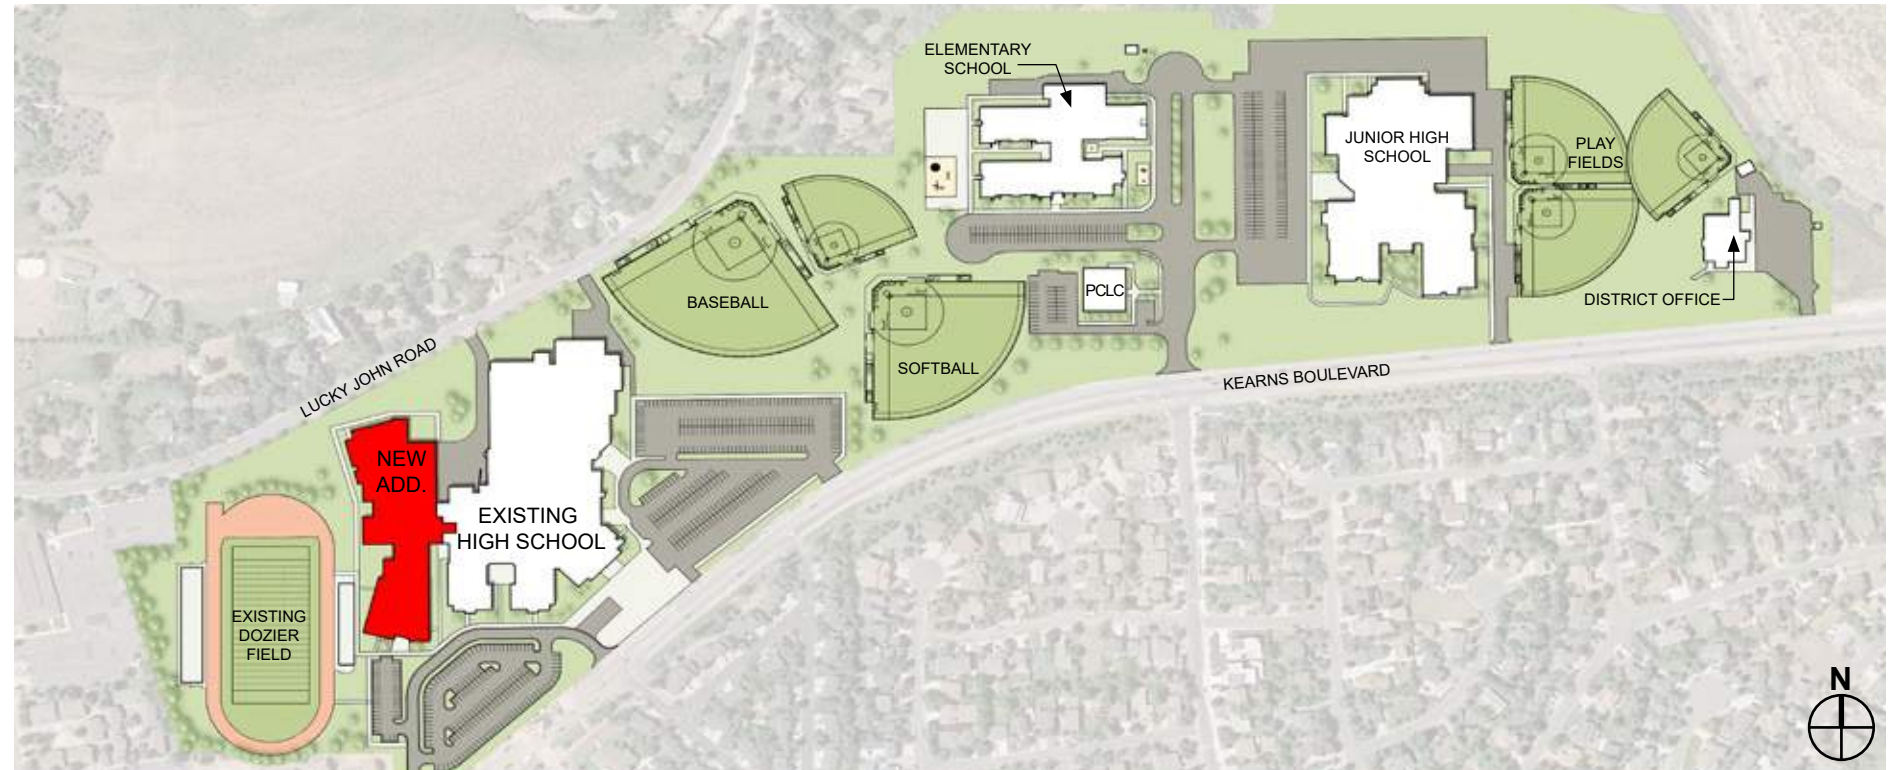 ELEMENTARY
SCHOOL
JUNIOR HIGH
SCHOOL
PLAY
FIELDS
DISTRICT OFFICE
PCLC
BASEBALL
SOFTBALL
KEARNS BOULEVARD
LUCKY JOHN ROAD
NEW
ADD.
EXISTING
HIGH SCHOOL
EXISTING
DOZIER
FIELD
N